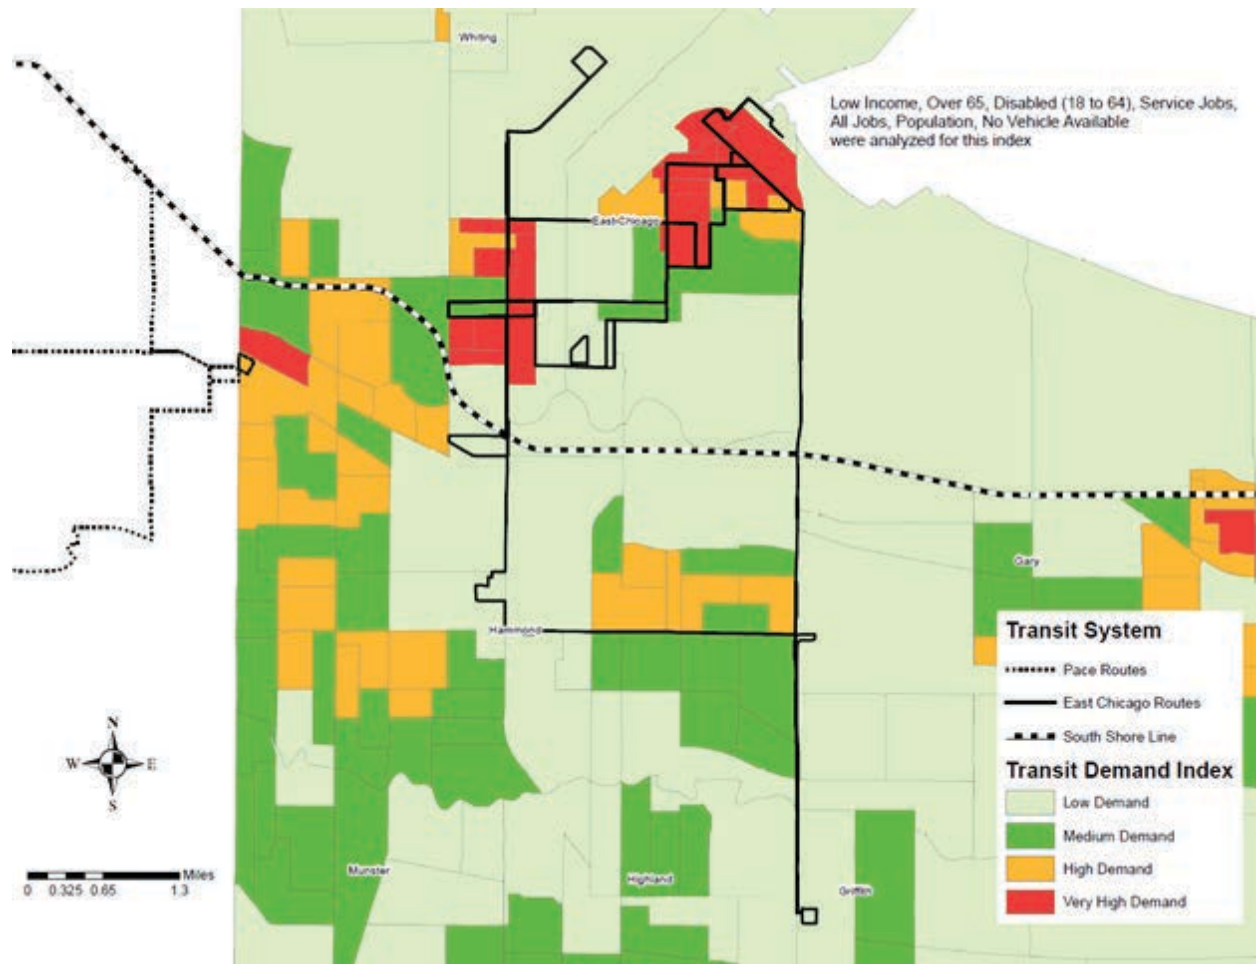 Whiting
Low Income, Over 65, Disabled (18 to 64), Service Jobs,
All Jobs, Population, No Vehicle Available
were analyzed for this index
East Chicago
Gary
Hammond
Transit System
Pace Routes
East Chicago Routes
South Shore Line
Transit Demand Index
Low Demand
Medium Demand
High Demand
Very High Demand
N
W E
S
Miles
0 0.325 0.65 1.3
Munster
Highland
Griffith